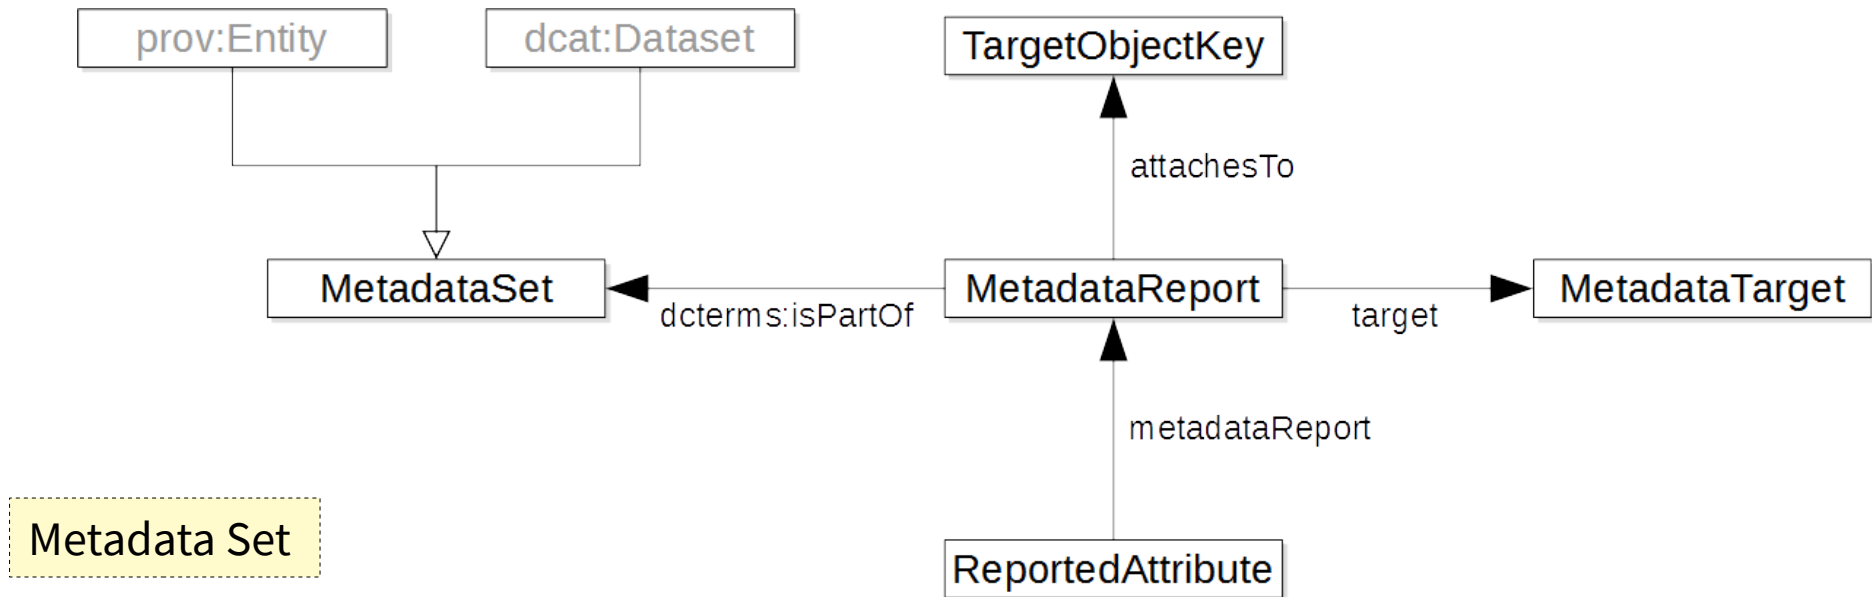 prov:Entity
dcat:Dataset
TargetObjectKey
attachesTo
MetadataSet
dcterms:isPartOf
MetadataReport
target
MetadataTarget
metadataReport
Metadata Set
ReportedAttribute